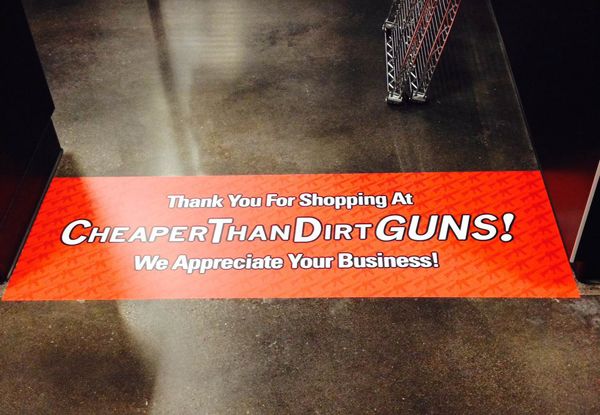 Thank You For Shopping At
CHEAPERTHANDIRTGUNS!
We Appreciate Your Business!